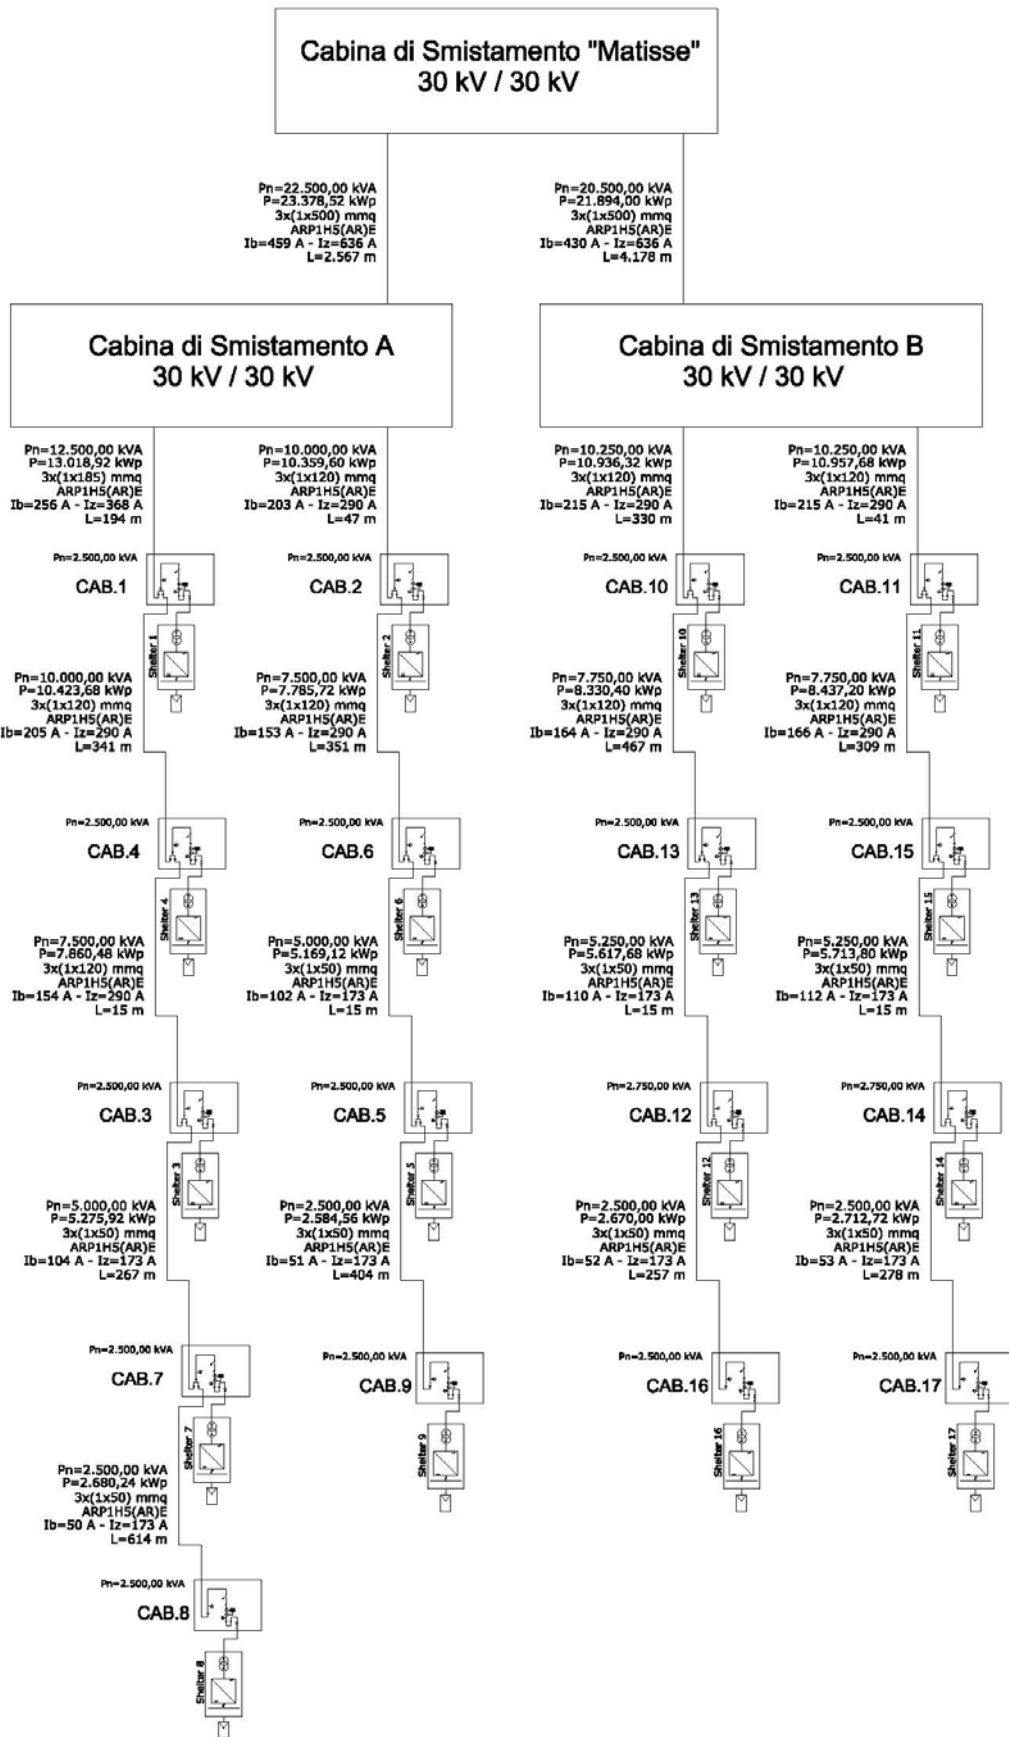 Cabina di Smistamento "Matisse"
30 kV / 30 kV
Pn=22.500,00 kVA
P=23.378,52 kWp
3x(1x500) mmq
ARP1H5(AR)E
Ib=459 A - Iz=636 A
L=2.567 m
Pn=20.500,00 kVA
P=21.894,00 kWp
3x(1x500) mmq
ARP1H5(AR)E
Ib=430 A - Iz=636 A
L=4.178 m
Cabina di Smistamento A
30 kV / 30 kV
Cabina di Smistamento B
30 kV / 30 kV
Pn=12.500,00 kVA
P=13.018,92 kWp
3x(1x185) mmq
ARP1H5(AR)E
Ib=256 A - Iz=368 A
L=194 m
Pn=10.000,00 kVA
P=10.359,60 kWp
3x(1x120) mmq
ARP1H5(AR)E
Ib=203 A - Iz=290 A
L=47 m
Pn=10.250,00 kVA
P=10.936,32 kWp
3x(1x120) mmq
ARP1H5(AR)E
Ib=215 A - Iz=290 A
L=330 m
Pn=10.250,00 kVA
P=10.957,68 kWp
3x(1x120) mmq
ARP1H5(AR)E
Ib=215 A - Iz=290 A
L=41 m
Pn=2.500,00 kVA
CAB.1
Shelter 1
Pn=2.500,00 kVA
CAB.2
Shelter 2
Pn=2.500,00 kVA
CAB.10
Shelter 10
Pn=2.500,00 kVA
CAB.11
Shelter 11
Pn=10.000,00 kVA
P=10.423,68 kWp
3x(1x120) mmq
ARP1H5(AR)E
Ib=205 A - Iz=290 A
L=341 m
Pn=7.500,00 kVA
P=7.785,72 kWp
3x(1x120) mmq
ARP1H5(AR)E
Ib=153 A - Iz=290 A
L=351 m
Pn=7.750,00 kVA
P=8.330,40 kWp
3x(1x120) mmq
ARP1H5(AR)E
Ib=164 A - Iz=290 A
L=467 m
Pn=7.750,00 kVA
P=8.437,20 kWp
3x(1x120) mmq
ARP1H5(AR)E
Ib=166 A - Iz=290 A
L=309 m
Pn=2.500,00 kVA
CAB.4
Shelter 4
Pn=2.500,00 kVA
CAB.6
Shelter 6
Pn=2.500,00 kVA
CAB.13
Shelter 13
Pn=2.500,00 kVA
CAB.15
Shelter 15
Pn=7.500,00 kVA
P=7.860,48 kWp
3x(1x120) mmq
ARP1H5(AR)E
Ib=154 A - Iz=290 A
L=15 m
Pn=5.000,00 kVA
P=5.169,12 kWp
3x(1x50) mmq
ARP1H5(AR)E
Ib=102 A - Iz=173 A
L=15 m
Pn=5.250,00 kVA
P=5.617,68 kWp
3x(1x50) mmq
ARP1H5(AR)E
Ib=110 A - Iz=173 A
L=15 m
Pn=5.250,00 kVA
P=5.713,80 kWp
3x(1x50) mmq
ARP1H5(AR)E
Ib=112 A - Iz=173 A
L=15 m
Pn=2.500,00 kVA
CAB.3
Shelter 3
Pn=2.500,00 kVA
CAB.5
Shelter 5
Pn=2.750,00 kVA
CAB.12
Shelter 12
Pn=2.750,00 kVA
CAB.14
Shelter 14
Pn=5.000,00 kVA
P=5.275,92 kWp
3x(1x50) mmq
ARP1H5(AR)E
Ib=104 A - Iz=173 A
L=267 m
Pn=2.500,00 kVA
P=2.584,56 kWp
3x(1x50) mmq
ARP1H5(AR)E
Ib=51 A - Iz=173 A
L=404 m
Pn=2.500,00 kVA
P=2.670,00 kWp
3x(1x50) mmq
ARP1H5(AR)E
Ib=52 A - Iz=173 A
L=257 m
Pn=2.500,00 kVA
P=2.712,72 kWp
3x(1x50) mmq
ARP1H5(AR)E
Ib=53 A - Iz=173 A
L=278 m
Pn=2.500,00 kVA
CAB.7
Shelter 7
Pn=2.500,00 kVA
CAB.9
Shelter 9
Pn=2.500,00 kVA
CAB.16
Shelter 16
Pn=2.500,00 kVA
CAB.17
Shelter 17
Pn=2.500,00 kVA
P=2.680,24 kWp
3x(1x50) mmq
ARP1H5(AR)E
Ib=50 A - Iz=173 A
L=614 m
Pn=2.500,00 kVA
CAB.8
Shelter 8